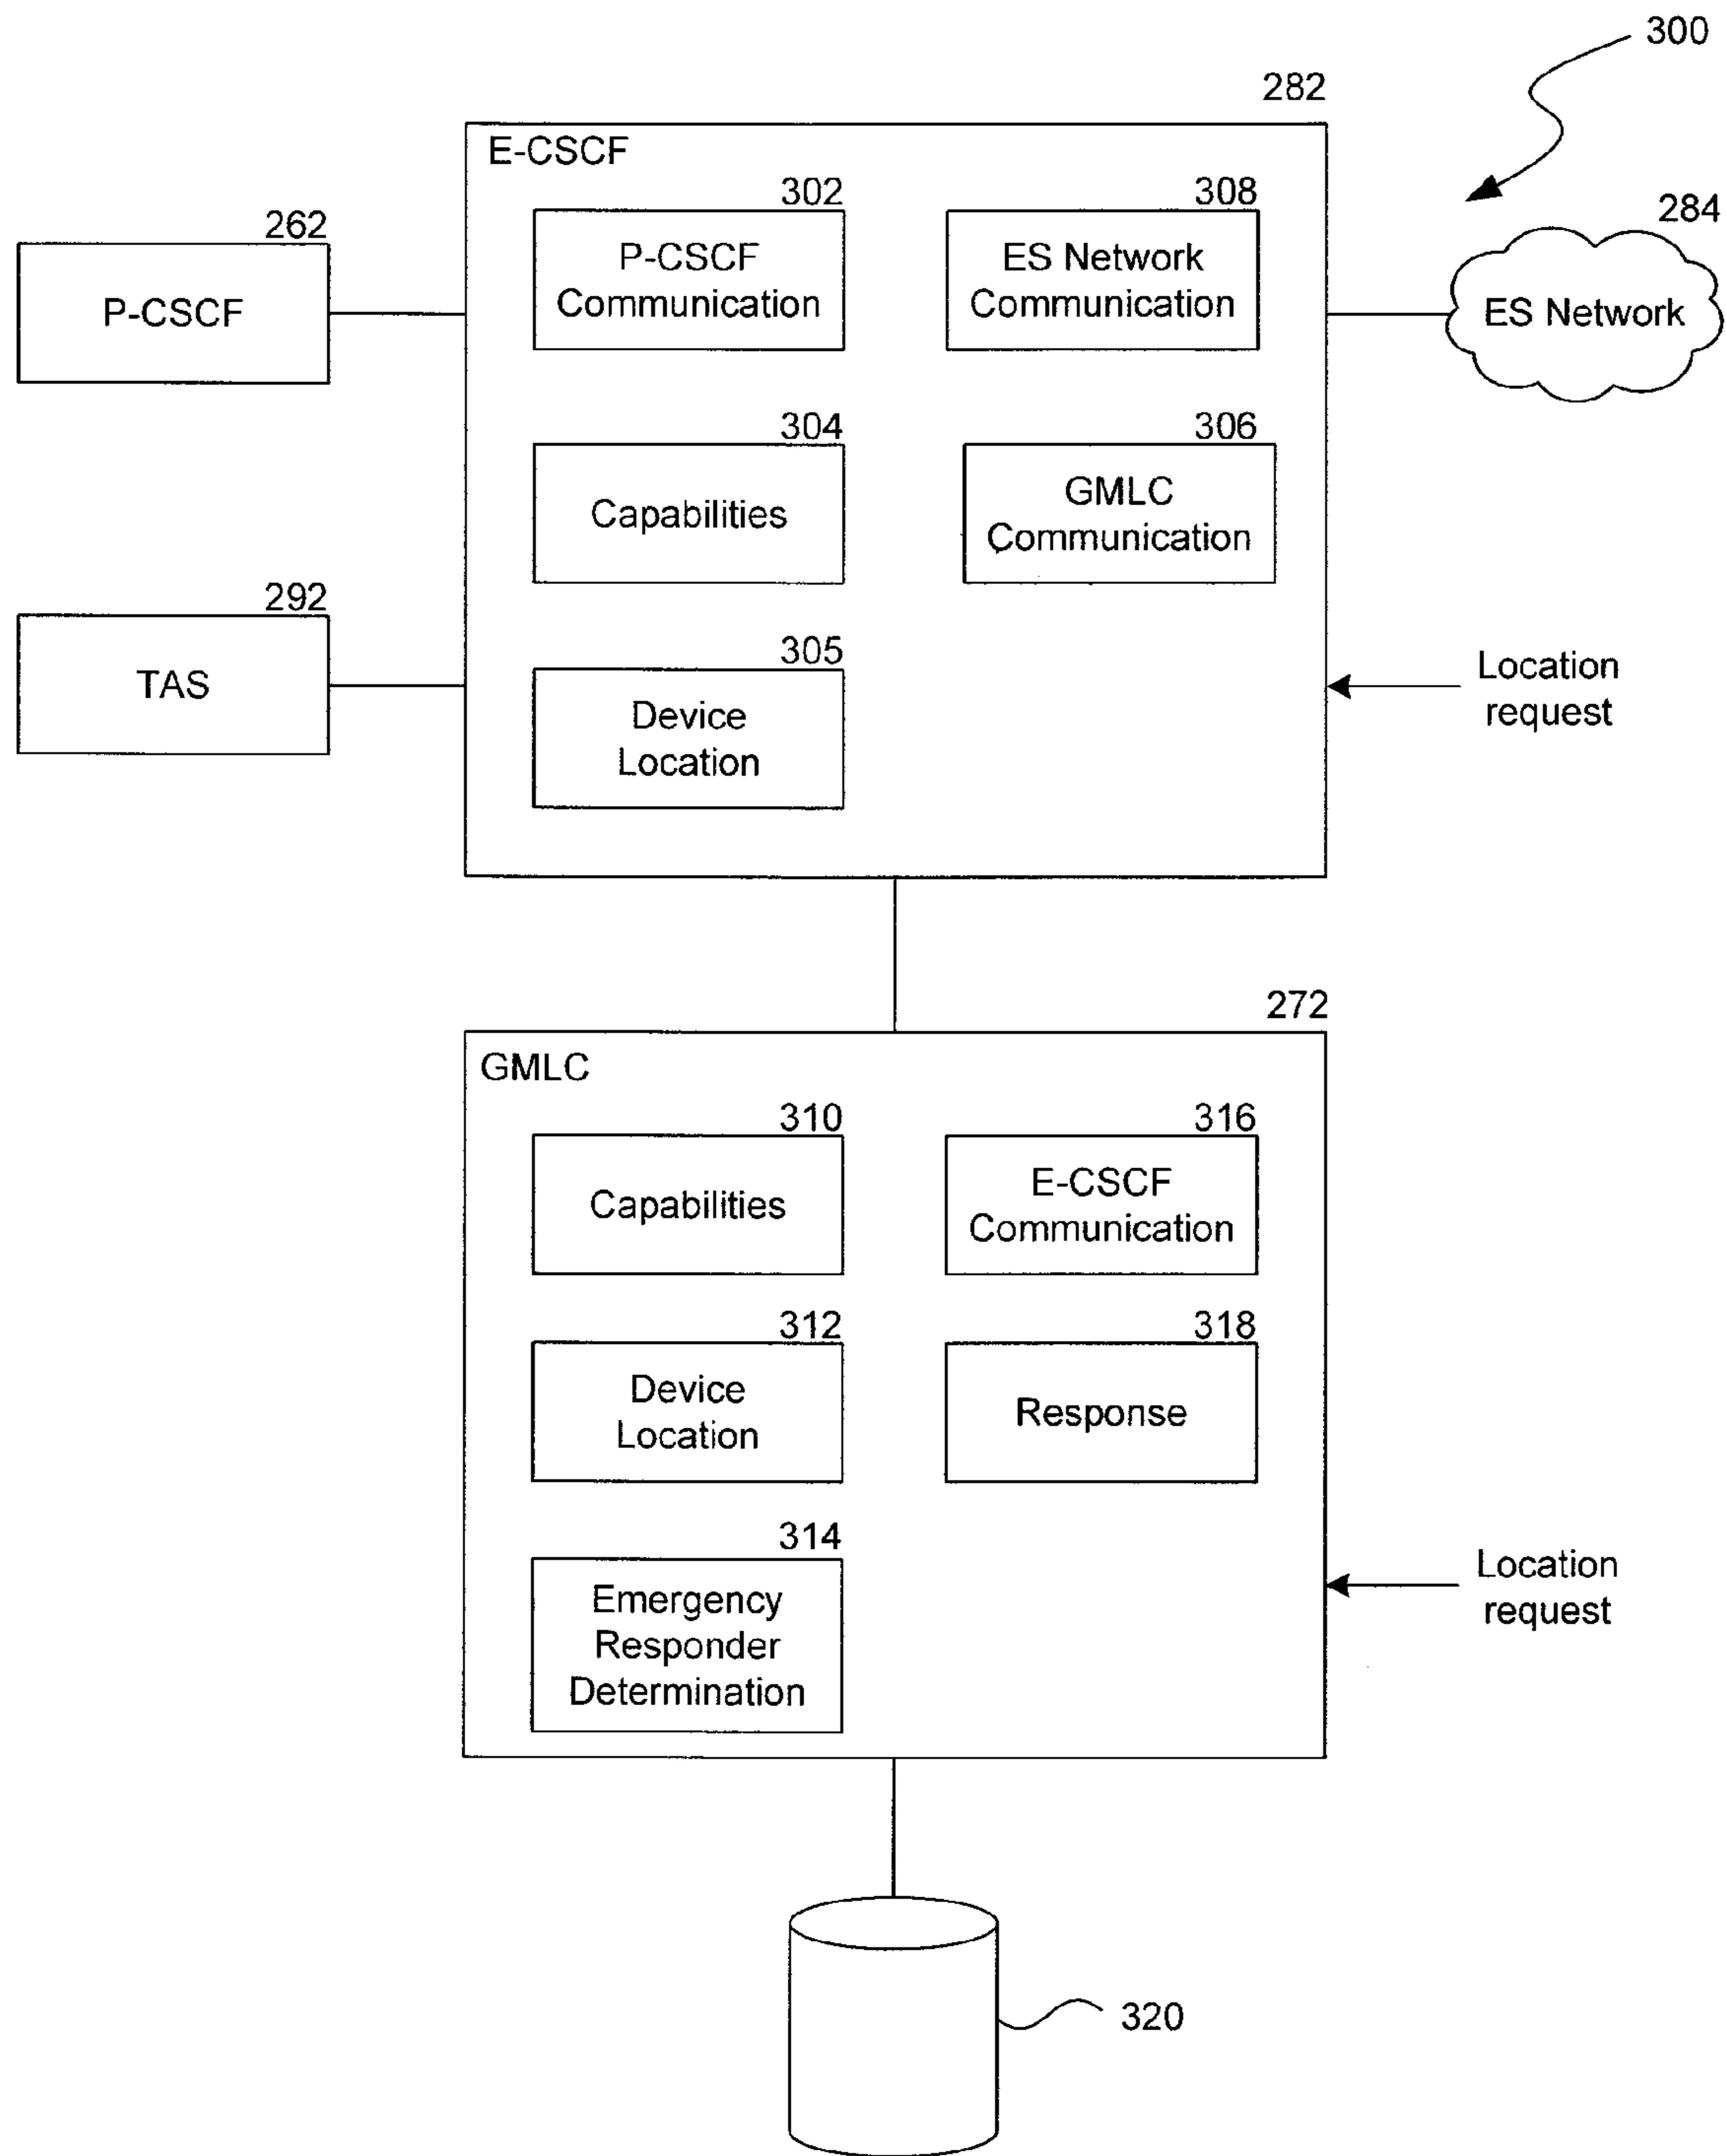 300
282
E-CSCF
302
308
284
262
P-CSCF
P-CSCF
Communication
ES Network
Communication
ES Network
304
306
Capabilities
GMLC
Communication
292
TAS
305
Device
Location
Location
request
272
GMLC
310
316
Capabilities
E-CSCF
Communication
312
318
Device
Location
Response
314
Emergency
Responder
Determination
Location
request
320